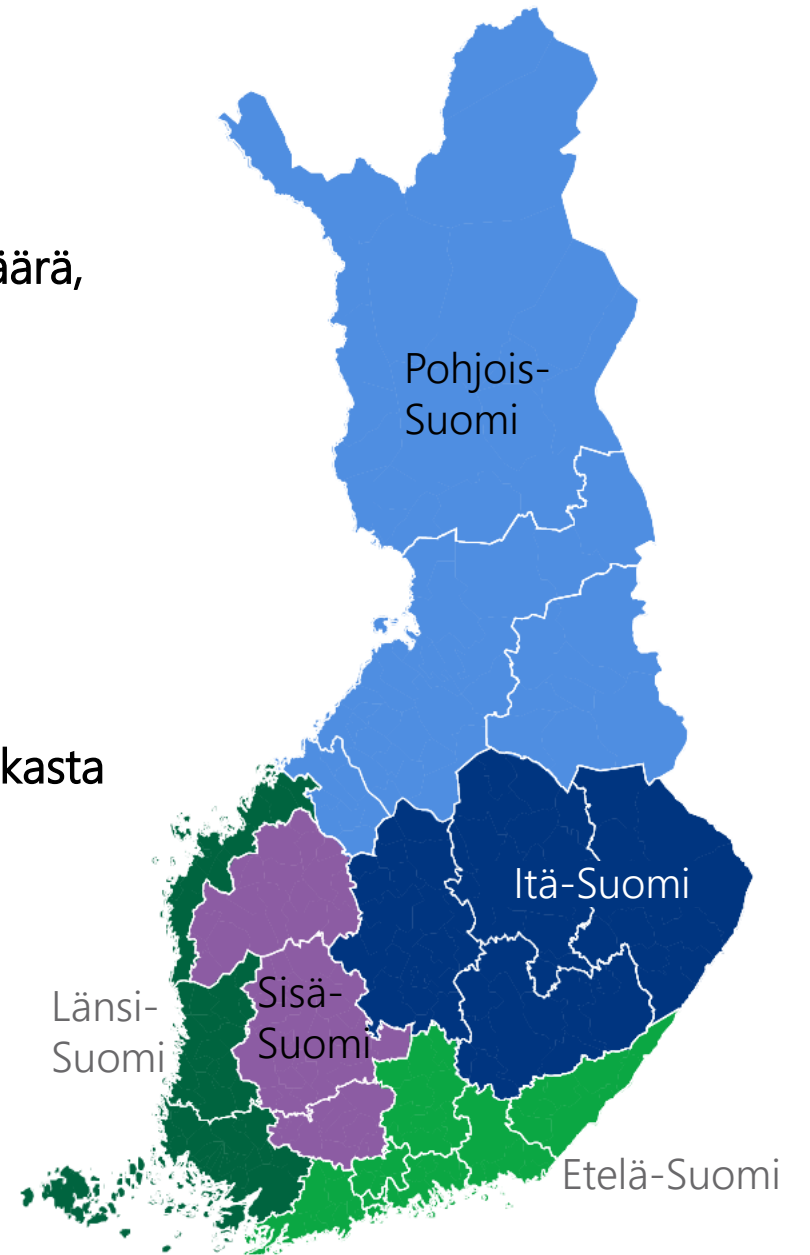 äärä,
Pohjois-
Suomi
kasta
Itä-Suomi
Länsi-
Suomi
Sisä-
Suomi
Etelä-Suomi